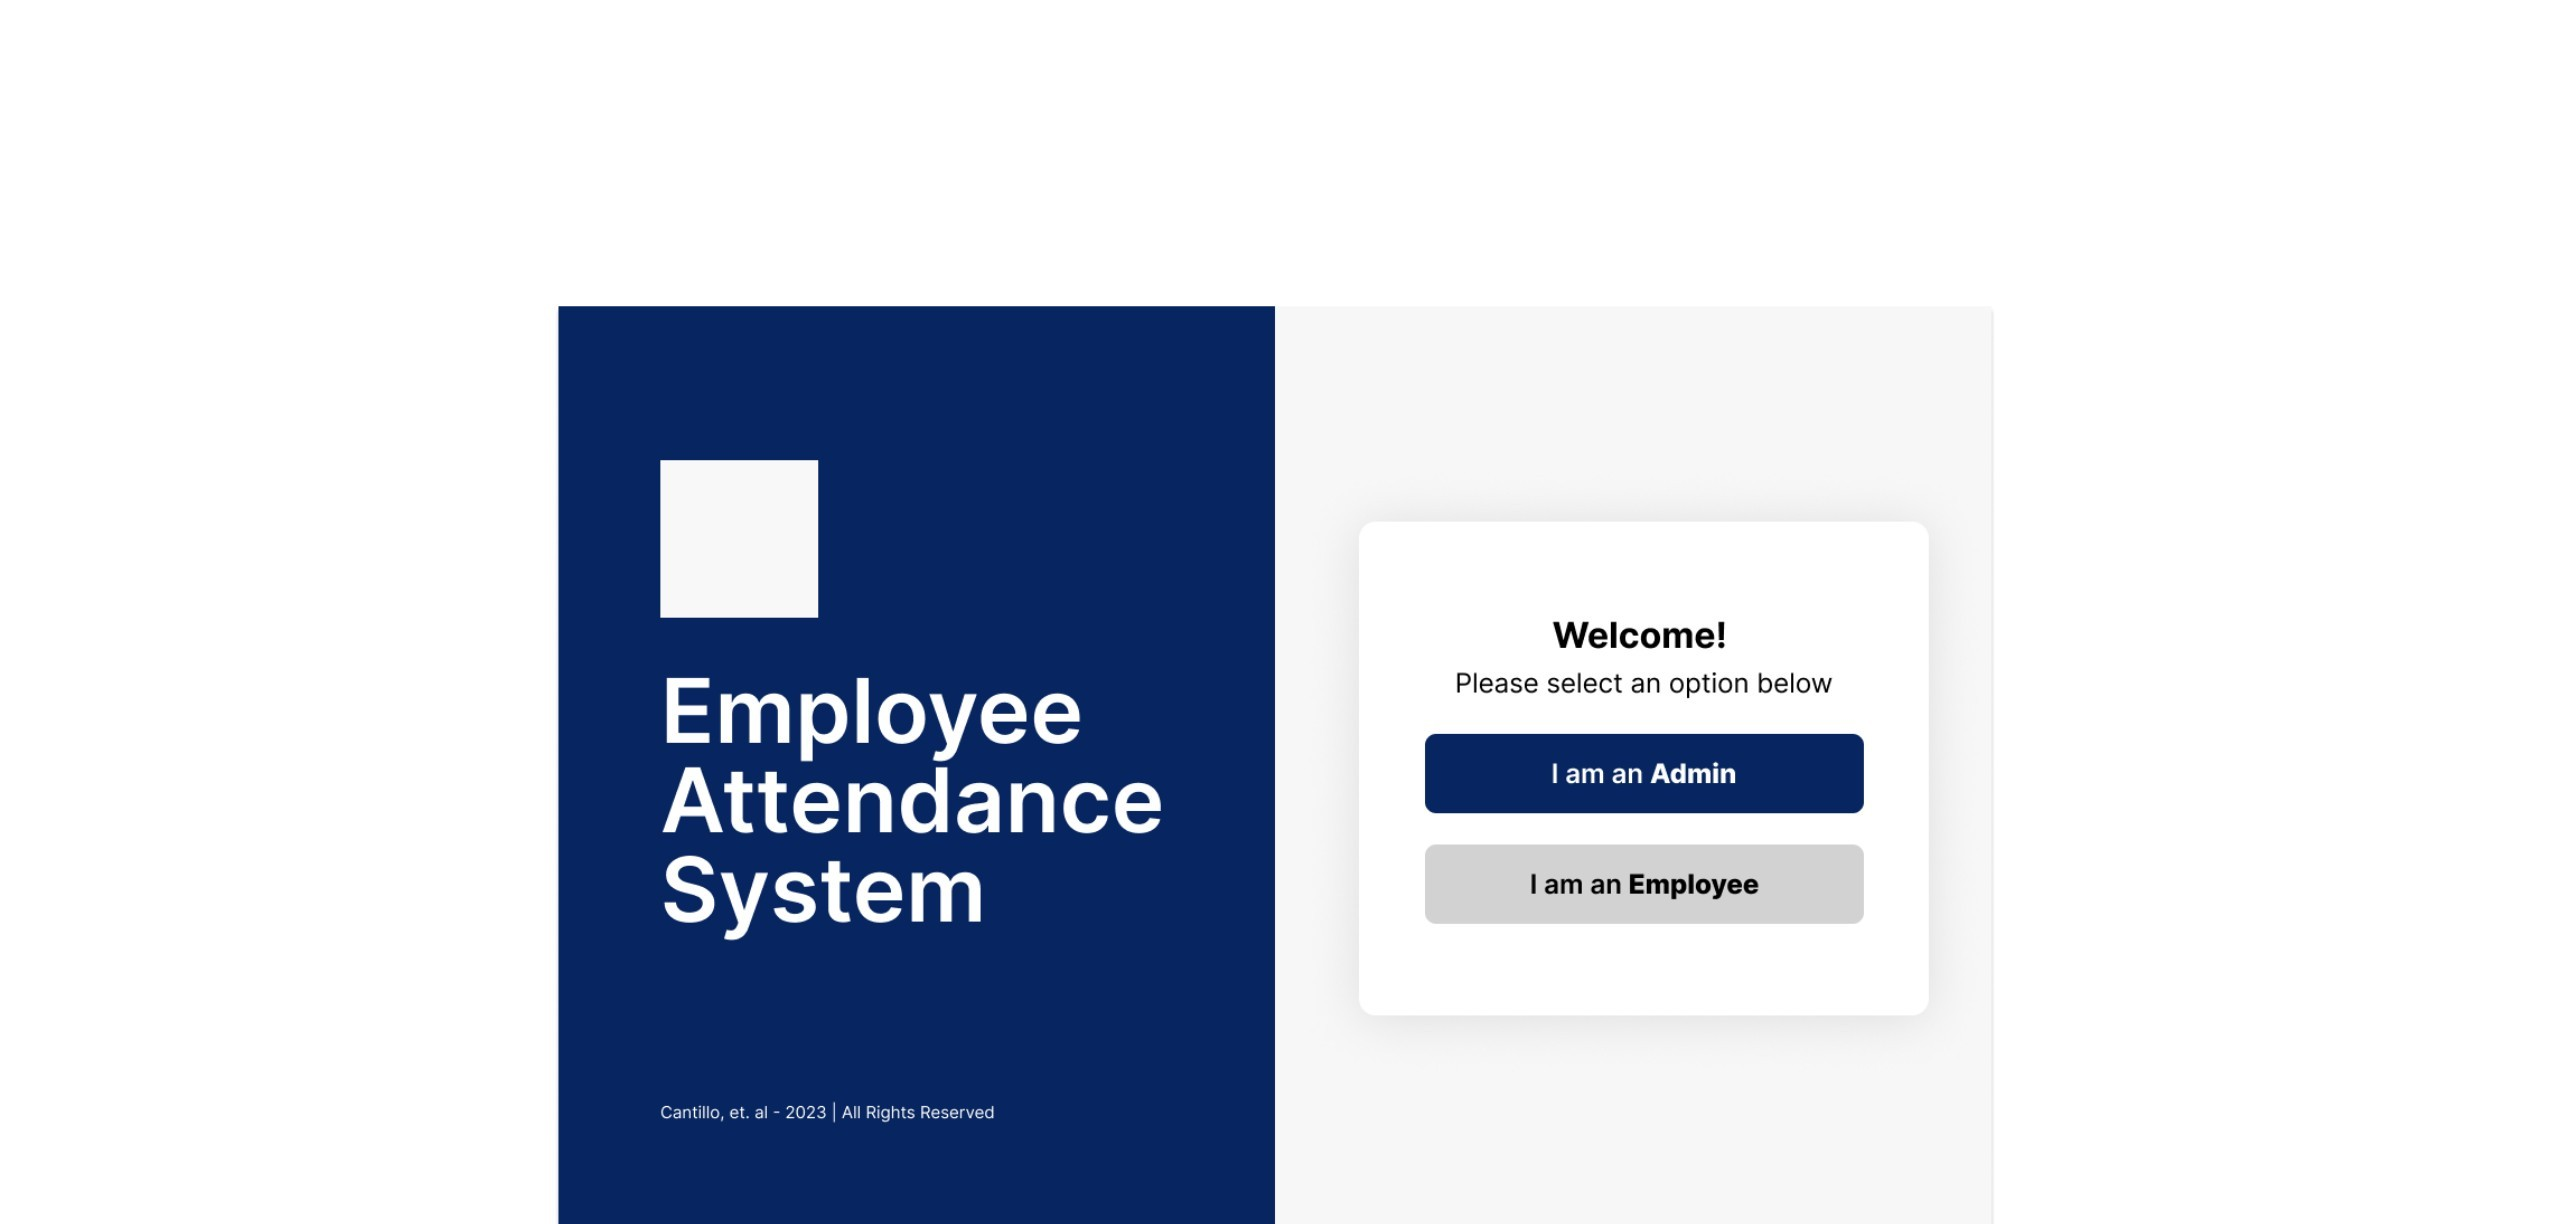 Employee
Attendance
System
Cantillo, et. al - 2023 | All Rights Reserved
Welcome!
Please select an option below
I am an Admin
I am an Employee